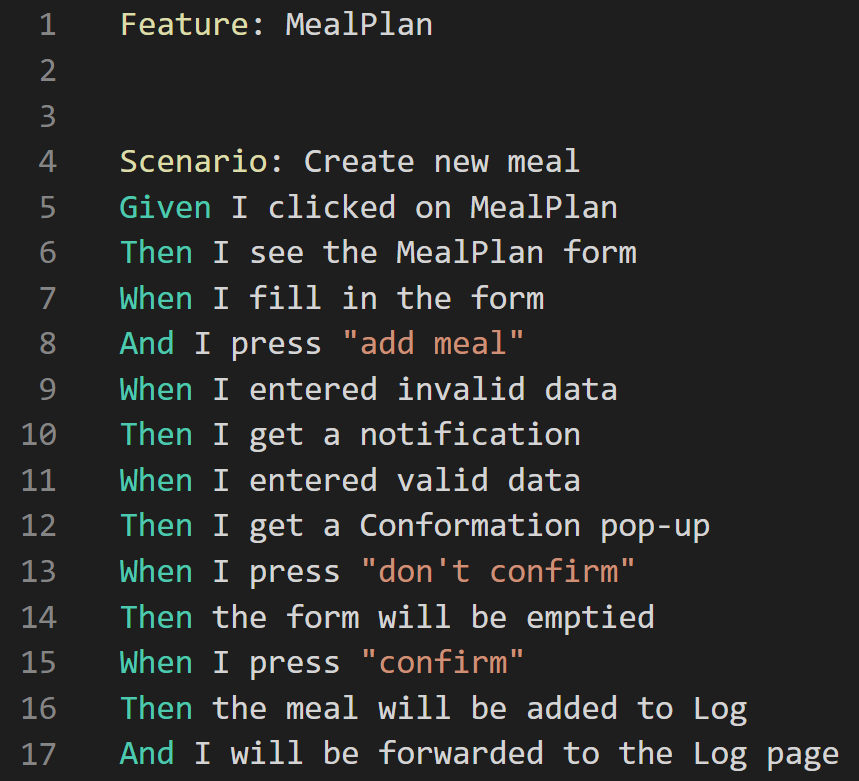 1 Feature: MealPlan
2
3
4 Scenario: Create new meal
5 Given I clicked on MealPlan
6 Then I see the MealPlan form
7 When I fill in the form
8 And I press "add meal"
9 When I entered invalid data
10 Then I get a notification
11 When I entered valid data
12 Then I get a Conformation pop-up
13 When I press "don't confirm"
14 Then the form will be emptied
15 When I press "confirm"
16 Then the meal will be added to Log
17 And I will be forwarded to the Log page